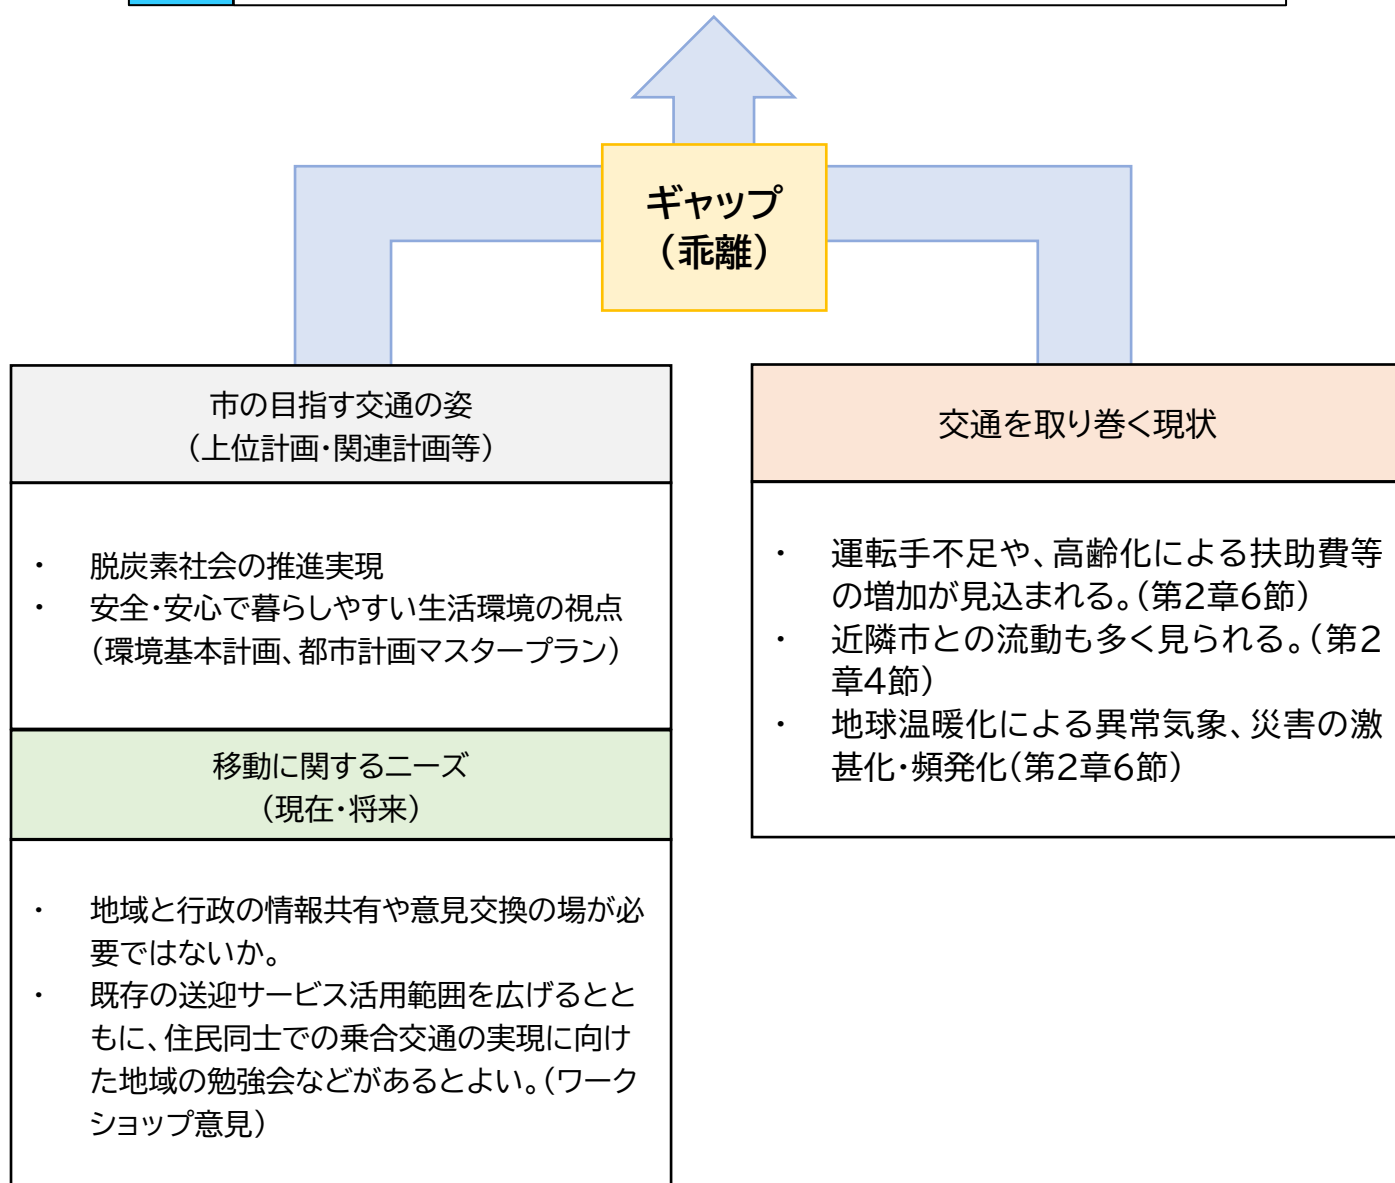 ギャップ
（乖離）
市の目指す交通の姿
（上位計画・関連計画等）
・ 脱炭素社会の推進実現
・ 安全・安心で暮らしやすい生活環境の視点
（環境基本計画、都市計画マスタープラン）
移動に関するニーズ
（現在・将来）
・ 地域と行政の情報共有や意見交換の場が必
要ではないか。
・ 既存の送迎サービス活用範囲を広げるとと
もに、住民同士での乗合交通の実現に向け
た地域の勉強会などがあるとよい。（ワーク
ショップ意見）
交通を取り巻く現状
・ 運転手不足や、高齢化による扶助費等
の増加が見込まれる。（第2章6節）
・ 近隣市との流動も多く見られる。（第2
章4節）
・ 地球温暖化による異常気象、災害の激
甚化・頻発化（第2章6節）